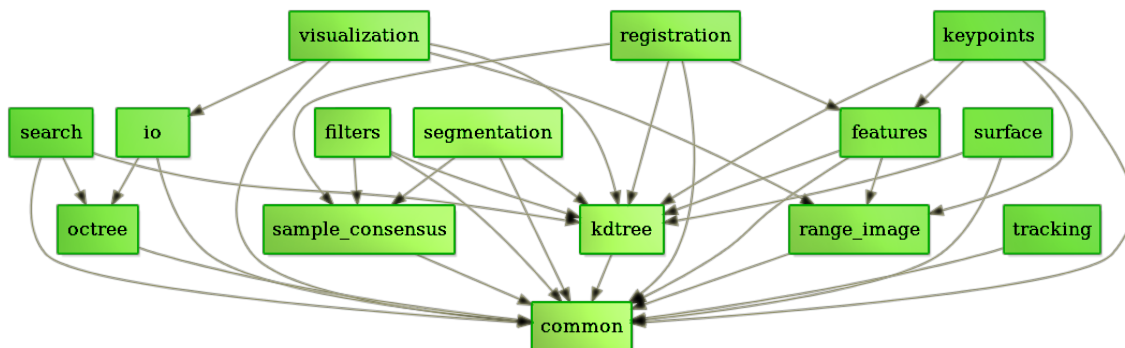 visualization
registration
keypoints
search
io
filters
segmentation
features
surface
octree
sample_consensus
kdtree
range_image
tracking
common